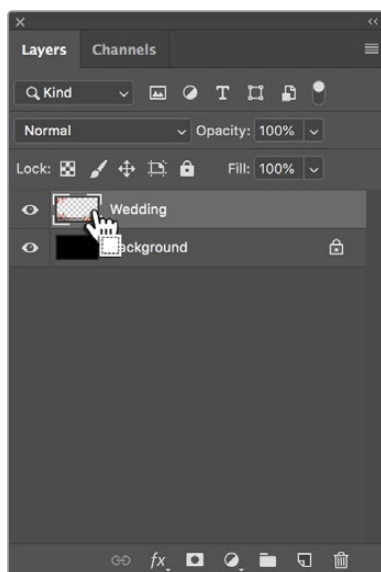 Layers Channels
Kind
Normal Opacity: 100%
Lock: Fill: 100%
Wedding
ackground